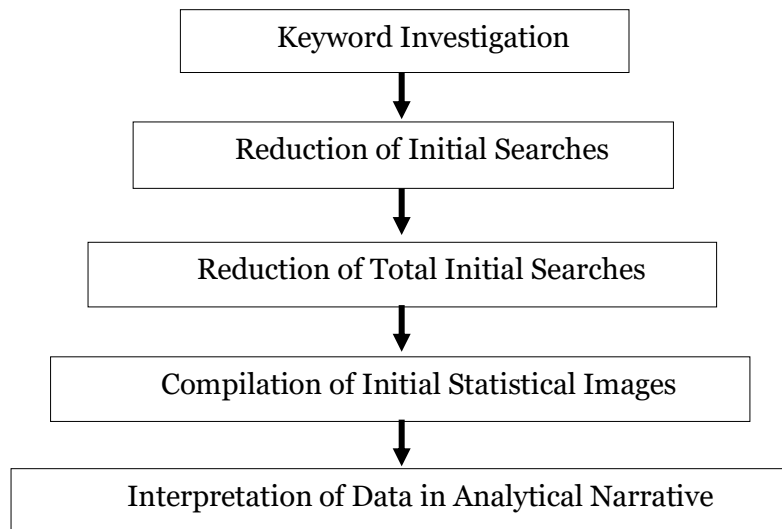 Keyword Investigation
Reduction of Initial Searches
Reduction of Total Initial Searches
Compilation of Initial Statistical Images
Interpretation of Data in Analytical Narrative